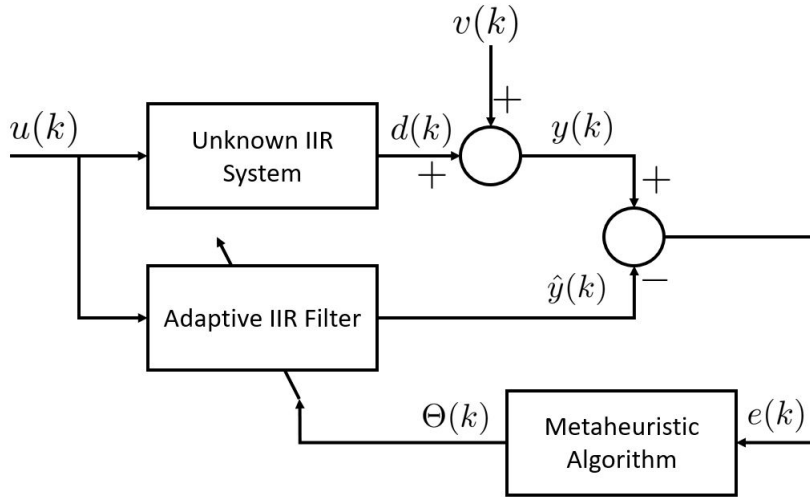 v(k)
+
u(k)
Unknown IIR
System
d(k)
+
y(k)
+
Adaptive IIR Filter
ŷ(k)
−
Θ(k)
Metaheuristic
Algorithm
e(k)